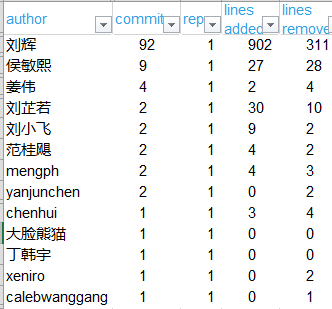 author commit rep lines added lines remove
刘辉 92 1 902 311
侯敏熙 9 1 27 28
姜伟 4 1 2 4
刘芷若 2 1 30 10
刘小飞 2 1 9 2
范桂飓 2 1 4 2
mengph 2 1 4 3
yanjunchen 2 1 0 2
chenhui 1 1 3 4
大脸熊猫 1 1 0 0
丁韩宇 1 1 0 0
xeniro 1 1 0 2
calebwanggang 1 1 0 1